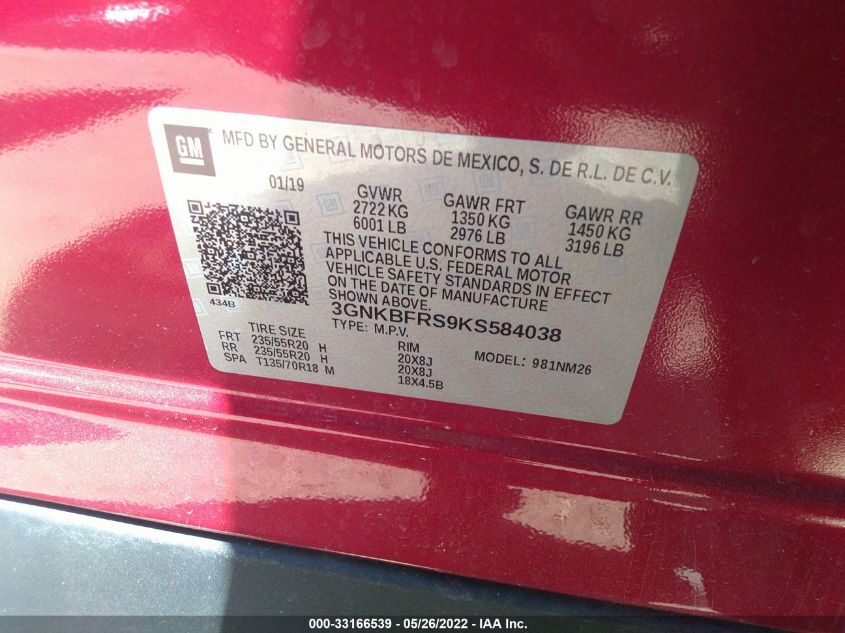 GM
MFD BY GENERAL MOTORS DE MEXICO, S. DE R.L. DE C.V.
01/19
GVWR GAWR FRT GAWR RR
2722 KG 1350 KG 1450 KG
6001 LB 2976 LB 3196 LB
THIS VEHICLE CONFORMS TO ALL
APPLICABLE U.S. FEDERAL MOTOR
VEHICLE SAFETY STANDARDS IN EFFECT
ON THE DATE OF MANUFACTURE
SHOWN ABOVE.
434B
3GNKBFRS9KS584038
TYPE: M.P.V.
MODEL: 981NM26
TIRE SIZE RIM
FRT 235/55R20 H 20X8J
RR 235/55R20 H 20X8J
SPA T135/70R18 M 18X4.5B
000-33166539 - 05/26/2022 - IAA Inc.